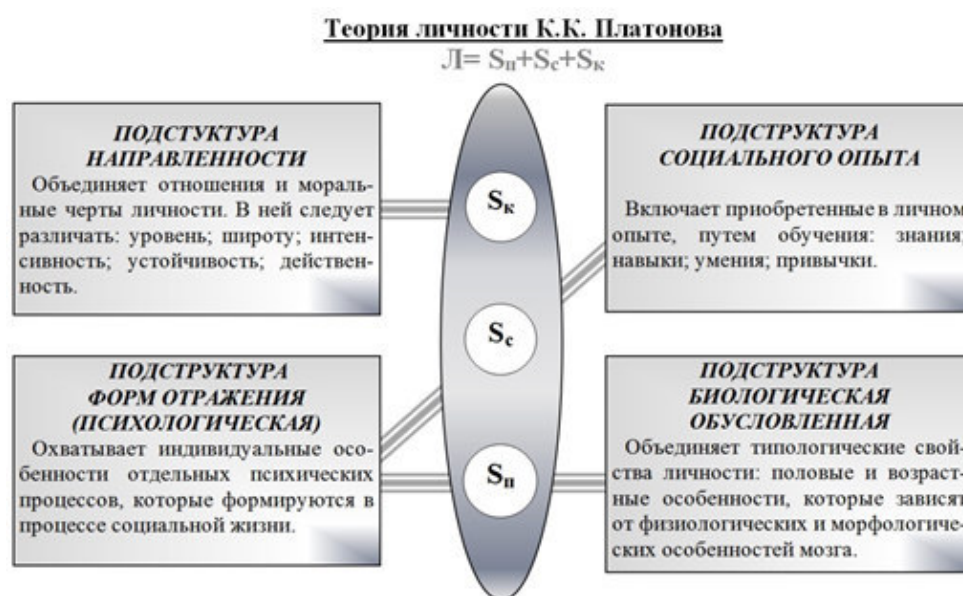 Теория личности К.К. Платонова
Л= Sп+Sс+Sк
ПОДСТУКТУРА
НАПРАВЛЕННОСТИ
Объединяет отношения и мораль-
ные черты личности. В ней следует
различать: уровень; широту; интен-
сивность; устойчивость; действен-
ность.
ПОДСТРУКТУРА
СОЦИАЛЬНОГО ОПЫТА
Включает приобретенные в личном
опыте, путем обучения: знания;
навыки; умения; привычки.
Sк
Sс
Sп
ПОДСТРУКТУРА
ФОРМ ОТРАЖЕНИЯ
(ПСИХОЛОГИЧЕСКАЯ)
Охватывает индивидуальные осо-
бенности отдельных психических
процессов, которые формируются в
процессе социальной жизни.
ПОДСТРУКТУРА
БИОЛОГИЧЕСКАЯ
ОБУСЛОВЛЕННАЯ
Объединяет типологические свой-
ства личности: половые и возраст-
ные особенности, которые зависят
от физиологических и морфологиче-
ских особенностей мозга.